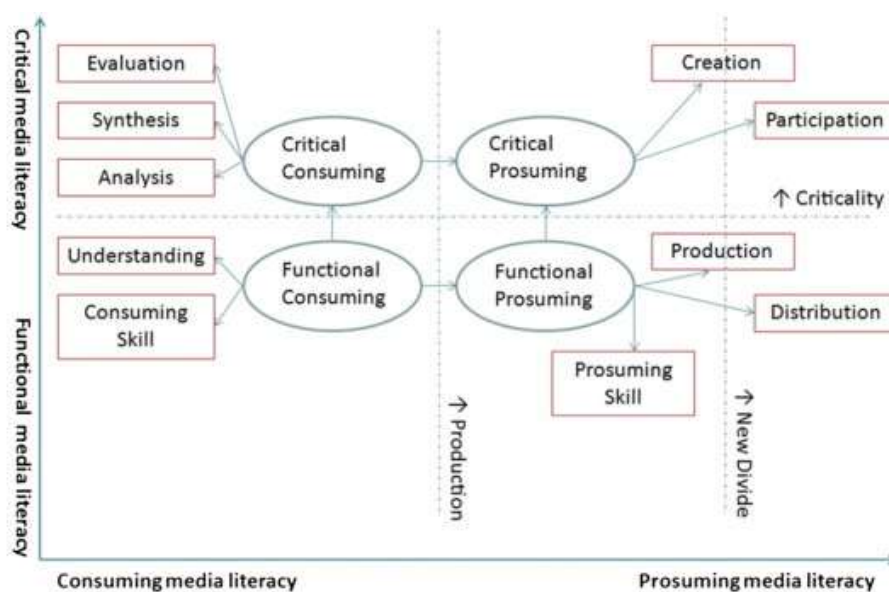 Critical media literacy
Functional media literacy
Evaluation
Synthesis
Analysis
Critical
Consuming
Critical
Prosuming
Creation
Participation
↑ Criticality
Understanding
Consuming
Skill
Functional
Consuming
Functional
Prosuming
Production
Distribution
Prosuming
Skill
↑ Production
↑ New Divide
Consuming media literacy
Prosuming media literacy